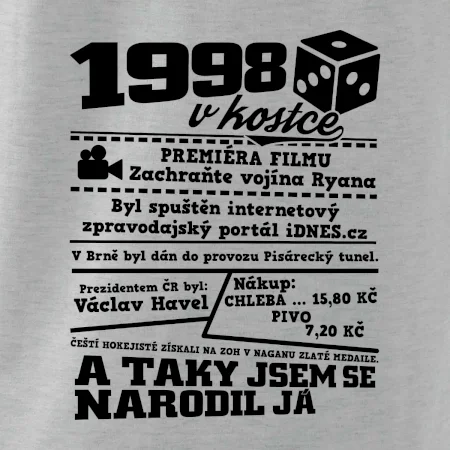 1998
v kostce
PREMIÉRA FILMU
Zachraňte vojína Ryana
Byl spuštěn internetový
zpravodajský portál iDNES.cz
V Brně byl dán do provozu Pisárecký tunel.
Prezidentem ČR byl:
Václav Havel
Nákup:
CHLEBA ... 15,80 KČ
PIVO
7,20 KČ
ČEŠTÍ HOKEJISTÉ ZÍSKALI NA ZOH V NAGANU ZLATÉ MEDAILE.
A TAKY JSEM SE
NARODIL JÁ